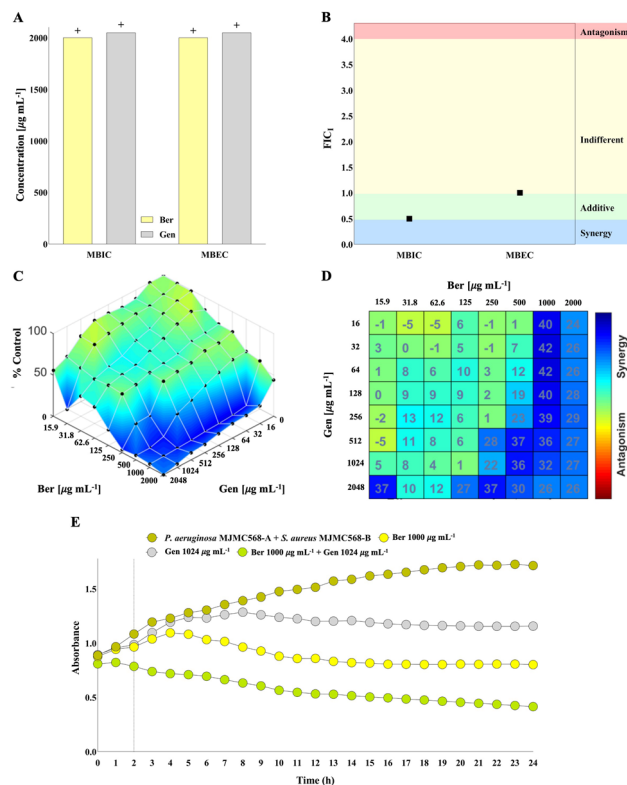 A
Concentration [µg mL⁻¹]
2000
1500
1000
500
0
+ + + +
Ber
Gen
MBIC MBEC
B
FIC_I
4.0
3.0
2.0
1.0
0.5
0.0
Antagonism
Indifferent
Additive
Synergy
MBIC MBEC
C
% Control
100
50
0
15.9
31.8
62.6
125
250
500
1000
2000
Ber [µg mL⁻¹]
2048
1024
512
256
128
64
32
16
0
Gen [µg mL⁻¹]
D
Ber [µg mL⁻¹]
15.9 31.8 62.6 125 250 500 1000 2000
Gen [µg mL⁻¹]
16 -1 -5 -5 6 -1 1 40
32 3 0 -1 5 -1 7 42 26
64 1 8 6 10 3 12 42 26
128 0 9 9 9 2 19 40 28
256 -2 13 12 6 1 39 29
512 -5 11 8 6 28 37 36 27
1024 5 8 4 1 22 36 32 27
2048 37 10 12 27 37 30 26 26
Synergy
Antagonism
E
P. aeruginosa MJMC568-A + S. aureus MJMC568-B
Ber 1000 µg mL⁻¹
Gen 1024 µg mL⁻¹
Ber 1000 µg mL⁻¹ + Gen 1024 µg mL⁻¹
Absorbance
1.5
1.0
0.5
0.0
0 1 2 3 4 5 6 7 8 9 10 11 12 13 14 15 16 17 18 19 20 21 22 23 24
Time (h)